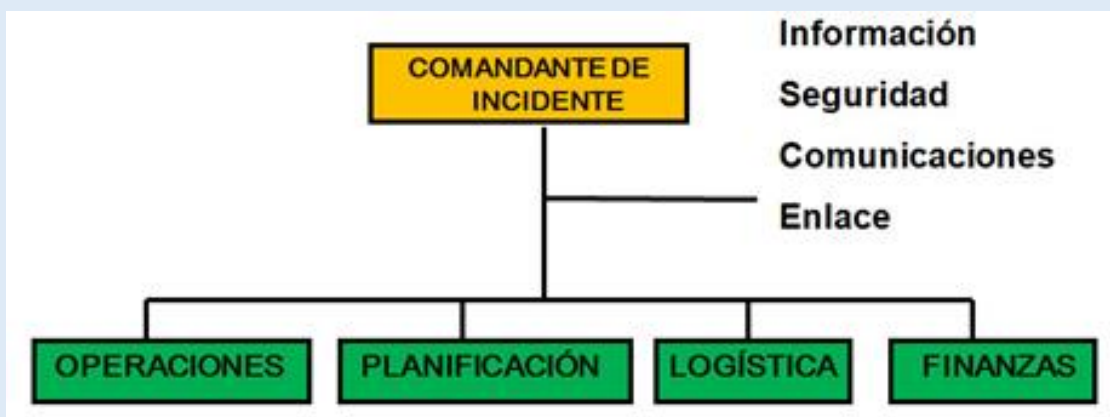 COMANDANTE DE
INCIDENTE
Información
Seguridad
Comunicaciones
Enlace
OPERACIONES
PLANIFICACIÓN
LOGÍSTICA
FINANZAS